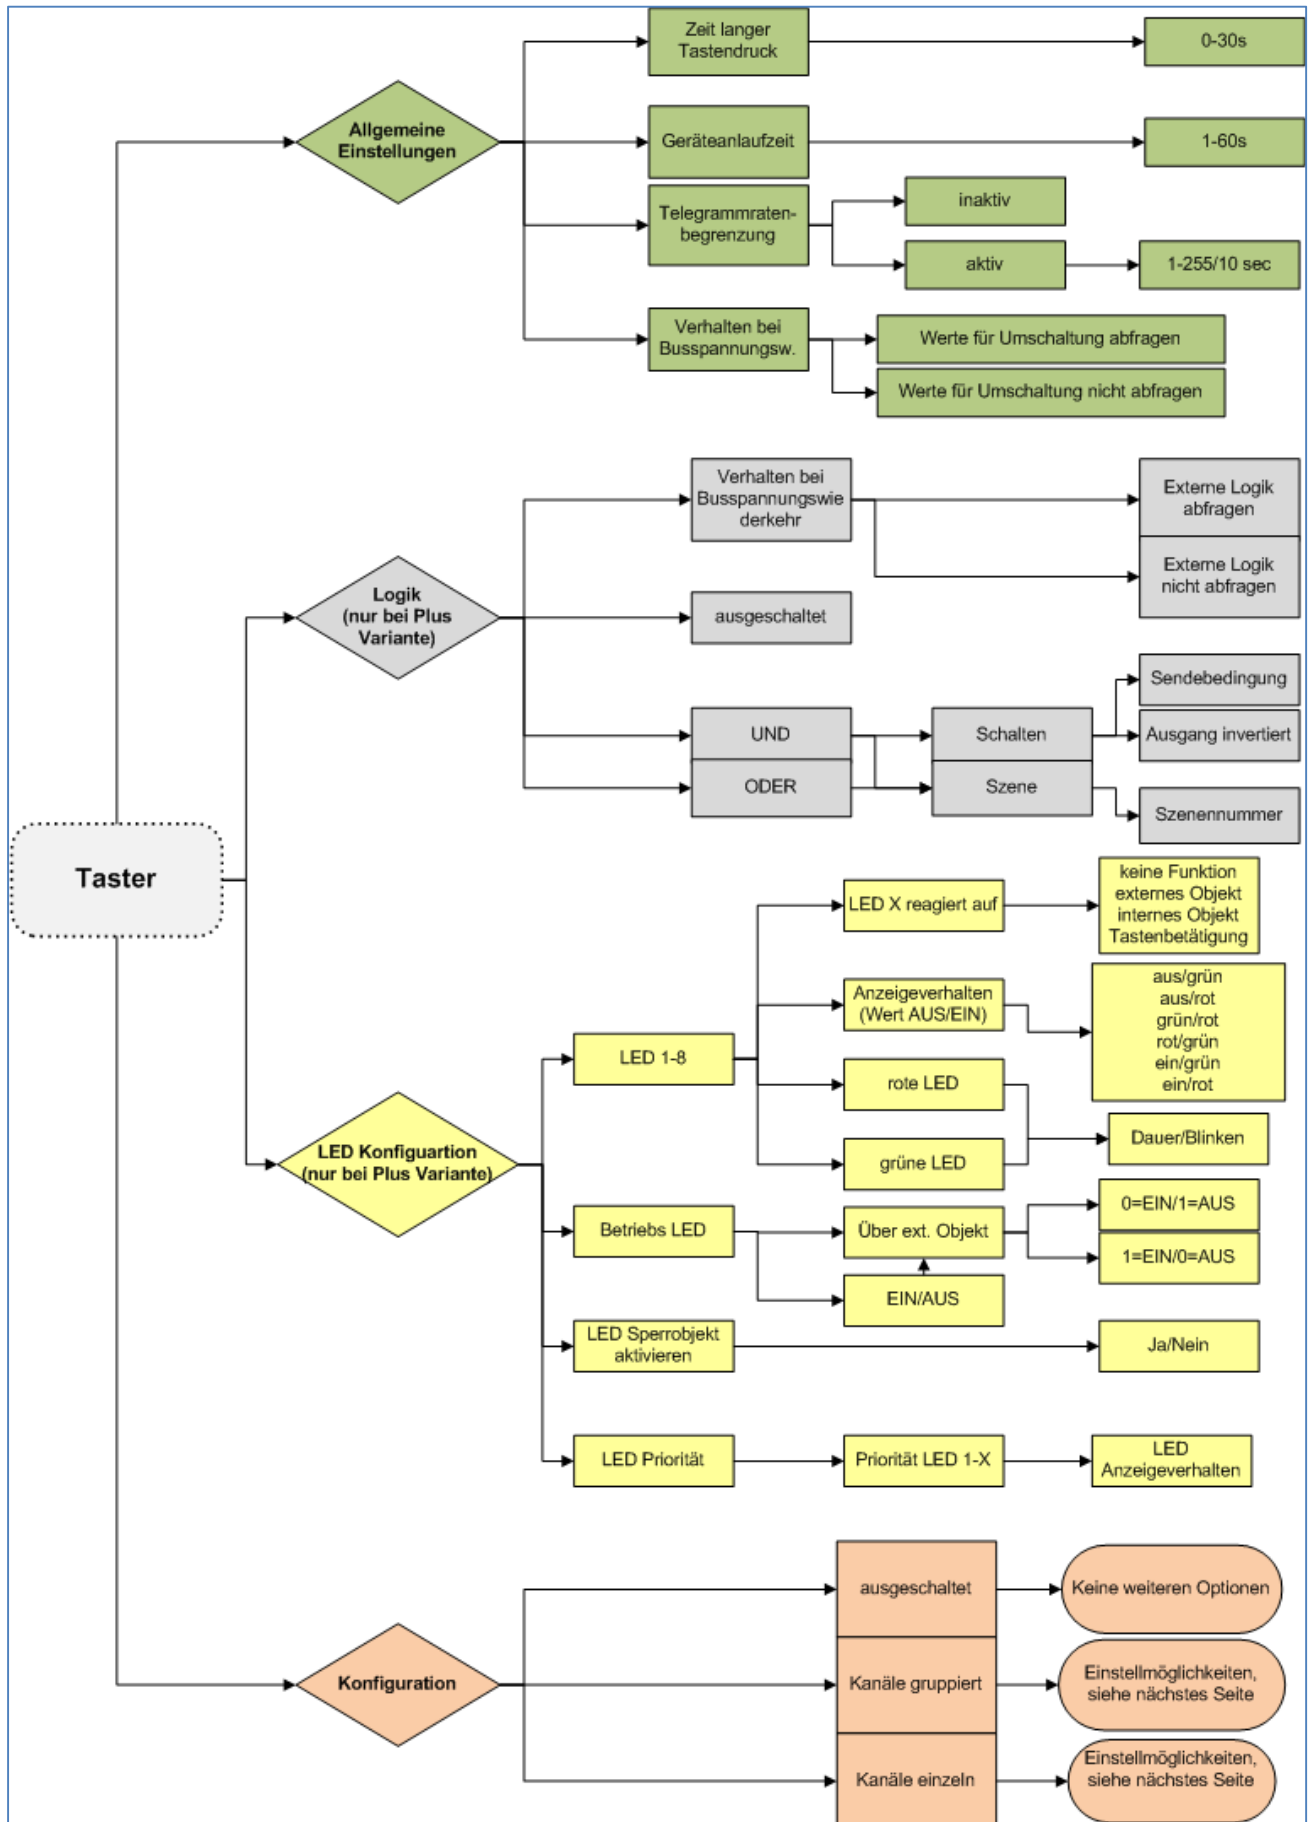 Zeit langer
Tastendruck
0-30s
Allgemeine
Einstellungen
Geräteanlaufzeit
1-60s
Telegrammraten-
begrenzung
inaktiv
aktiv
1-255/10 sec
Verhalten bei
Busspannungsw.
Werte für Umschaltung abfragen
Werte für Umschaltung nicht abfragen
Verhalten bei
Busspannungswie
derkehr
Externe Logik
abfragen
Externe Logik
nicht abfragen
Logik
(nur bei Plus
Variante)
ausgeschaltet
Sendebedingung
UND
Schalten
Ausgang invertiert
ODER
Szene
Szenennummer
Taster
LED X reagiert auf
keine Funktion
externes Objekt
internes Objekt
Tastenbetätigung
Anzeigeverhalten
(Wert AUS/EIN)
aus/grün
aus/rot
grün/rot
rot/grün
ein/grün
ein/rot
LED 1-8
rote LED
Dauer/Blinken
grüne LED
LED Konfiguartion
(nur bei Plus Variante)
Betriebs LED
Über ext. Objekt
0=EIN/1=AUS
1=EIN/0=AUS
EIN/AUS
LED Sperrobjekt
aktivieren
Ja/Nein
LED Priorität
Priorität LED 1-X
LED
Anzeigeverhalten
ausgeschaltet
Keine weiteren Optionen
Konfiguration
Kanäle gruppiert
Einstellmöglichkeiten,
siehe nächstes Seite
Kanäle einzeln
Einstellmöglichkeiten,
siehe nächstes Seite